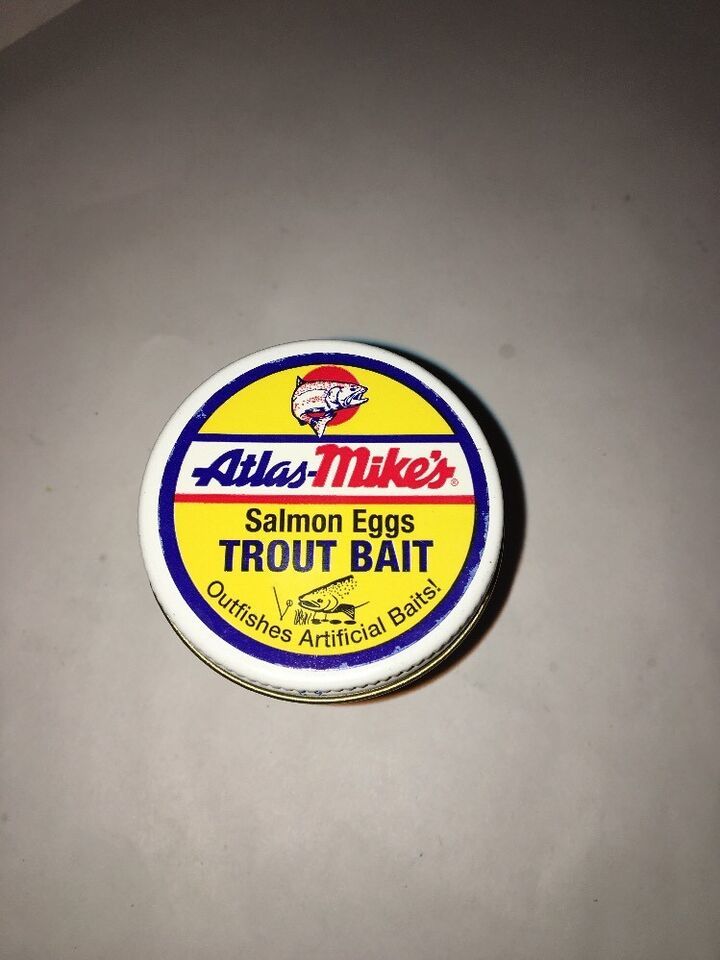 Atlas-Mike's®
Salmon Eggs
TROUT BAIT
Outfishes Artificial Baits!